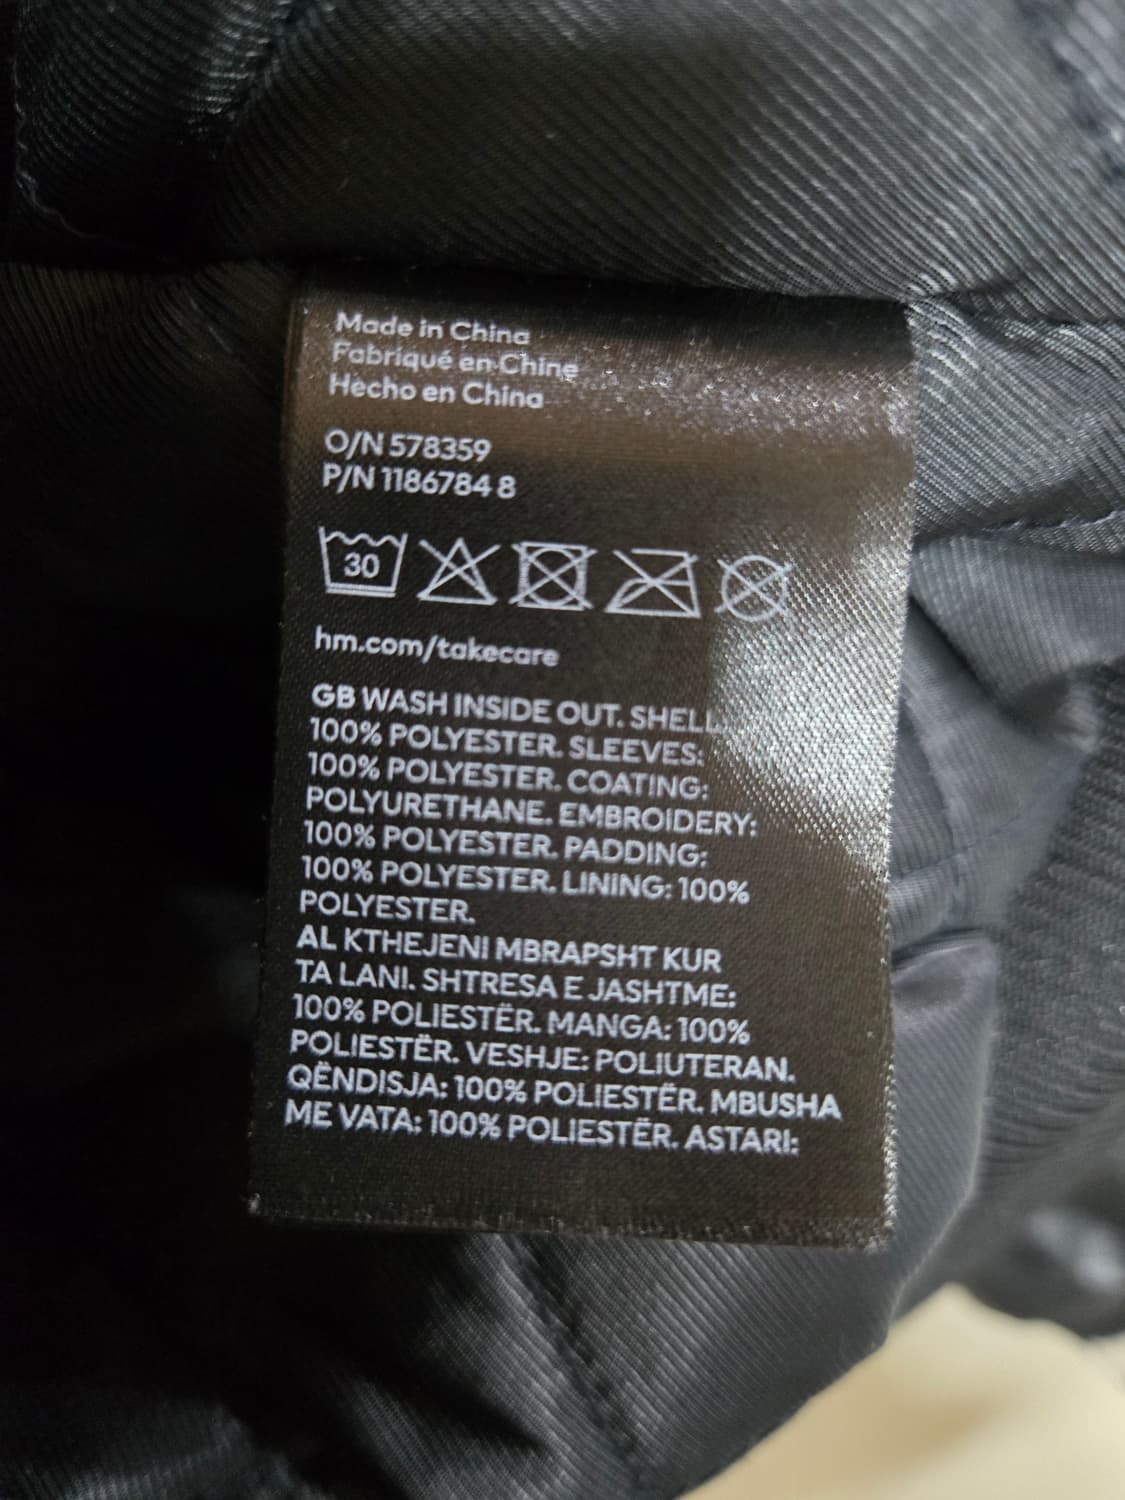 Made in China
Fabriqué en Chine
Hecho en China
O/N 578359
P/N 1186784 8
30
hm.com/takecare
GB WASH INSIDE OUT. SHELL:
100% POLYESTER. SLEEVES:
100% POLYESTER. COATING:
POLYURETHANE. EMBROIDERY:
100% POLYESTER. PADDING:
100% POLYESTER. LINING: 100%
POLYESTER.
AL KTHEJENI MBRAPSHT KUR
TA LANI. SHTRESA E JASHTME:
100% POLIESTËR. MANGA: 100%
POLIESTËR. VESHJE: POLIUTERAN.
QËNDISJA: 100% POLIESTËR. MBUSHA
ME VATA: 100% POLIESTËR. ASTARI: